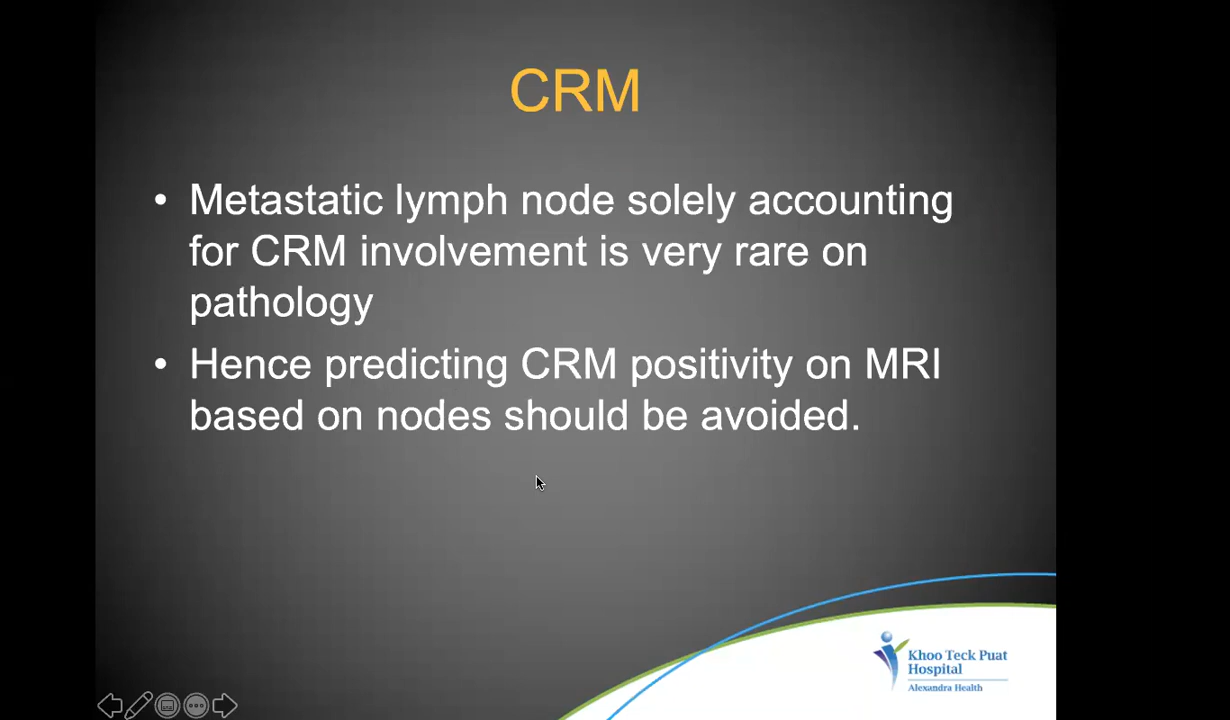 CRM
• Metastatic lymph node solely accounting
for CRM involvement is very rare on
pathology
• Hence predicting CRM positivity on MRI
based on nodes should be avoided.
Khoo Teck Puat
Hospital
Alexandra Health